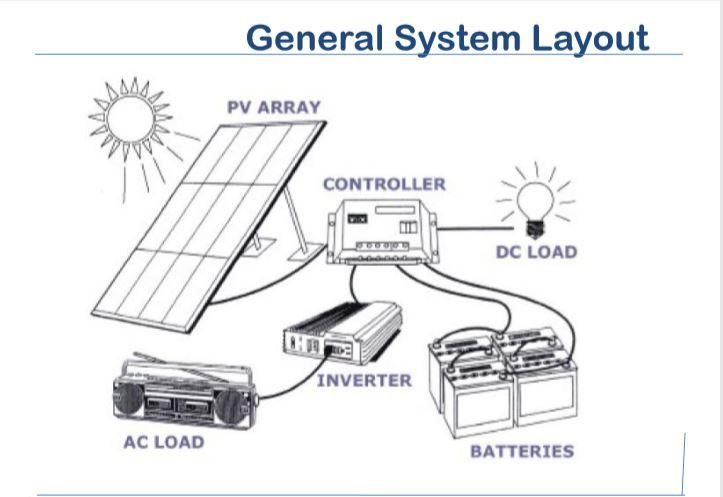 General System Layout
PV ARRAY
CONTROLLER
DC LOAD
INVERTER
AC LOAD
BATTERIES